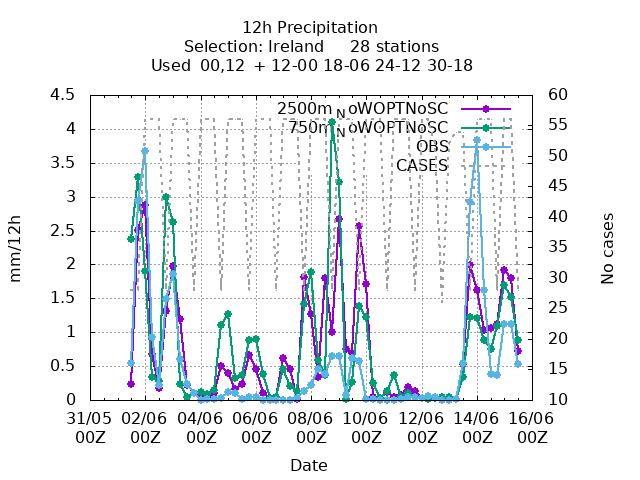 12h Precipitation
Selection: Ireland 28 stations
Used 00,12 + 12-00 18-06 24-12 30-18
4.5
4
3.5
3
2.5
2
1.5
1
0.5
0
mm/12h
60
55
50
45
40
35
30
25
20
15
10
No cases
2500m NoWOPTNoSC
750m NoWOPTNoSC
OBS
CASES
31/05 02/06 04/06 06/06 08/06 10/06 12/06 14/06 16/06
00Z 00Z 00Z 00Z 00Z 00Z 00Z 00Z 00Z
Date